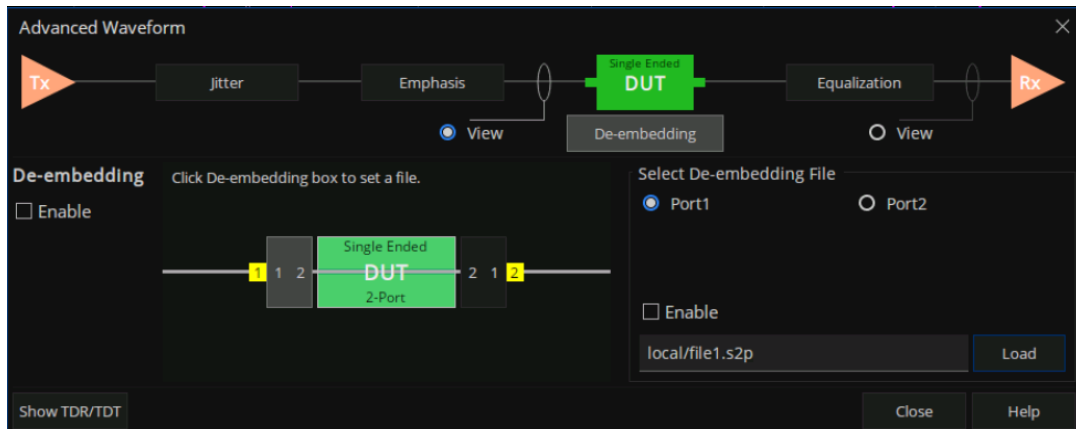 Advanced Waveform
Tx
Jitter
Emphasis
Single Ended
DUT
Equalization
Rx
View
De-embedding
View
De-embedding
Enable
Click De-embedding box to set a file.
1 1 2
Single Ended
DUT
2-Port
2 1 2
Select De-embedding File
Port1 Port2
Enable
local/file1.s2p Load
Show TDR/TDT Close Help